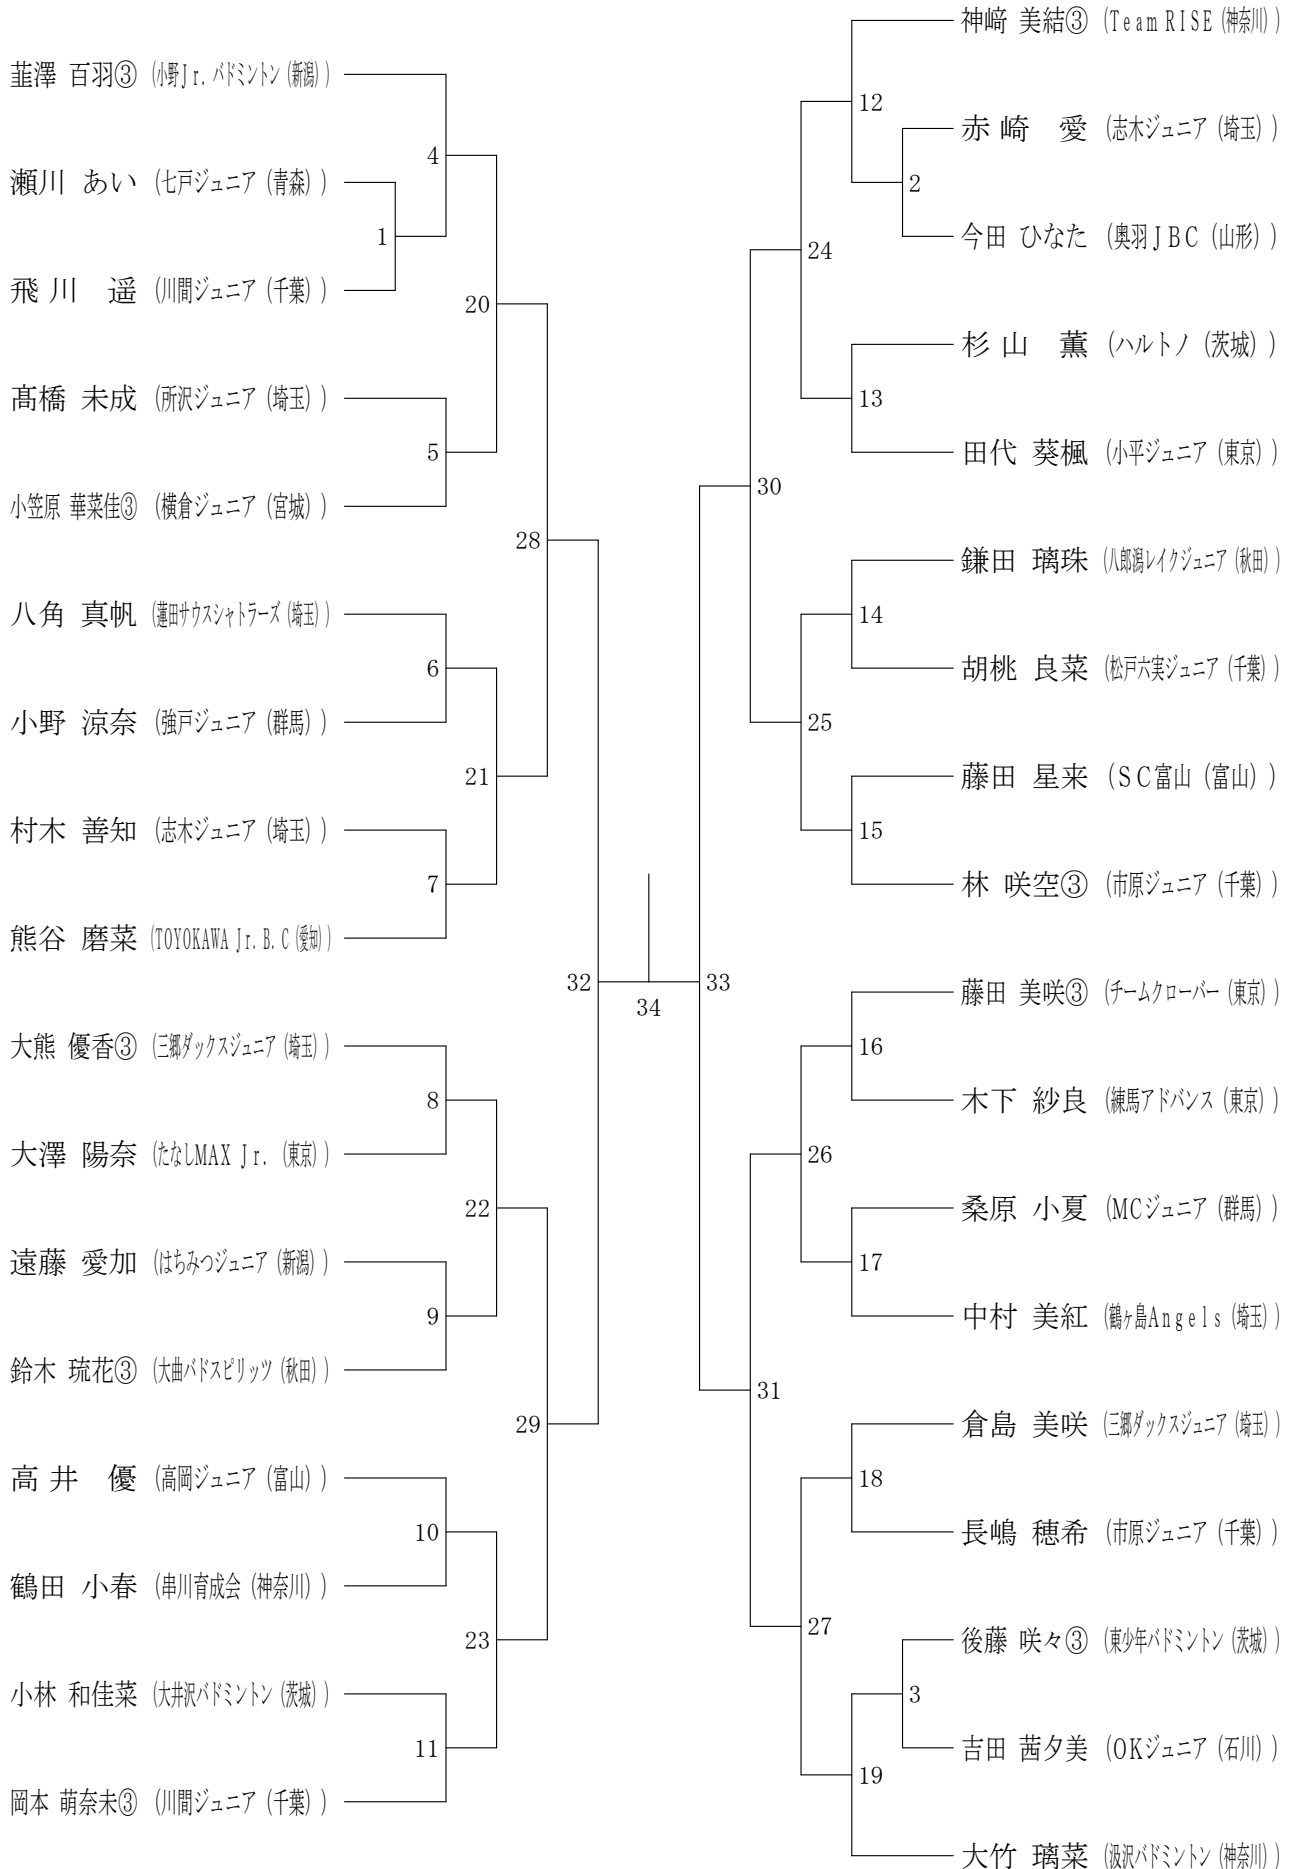 韮澤 百羽③ (小野Jr.バドミントン(新潟))
4
瀬川 あい (七戸ジュニア(青森))
1
飛川 遥 (川間ジュニア(千葉))
20
髙橋 未成 (所沢ジュニア(埼玉))
5
小笠原 華菜佳③ (横倉ジュニア(宮城))
28
八角 真帆 (蓮田サウスシャトラーズ(埼玉))
6
小野 涼奈 (強戸ジュニア(群馬))
21
村木 善知 (志木ジュニア(埼玉))
7
熊谷 磨菜 (TOYOKAWA Jr.B.C(愛知))
32
34
大熊 優香③ (三郷ダックスジュニア(埼玉))
8
大澤 陽奈 (たなしMAX Jr.(東京))
22
遠藤 愛加 (はちみつジュニア(新潟))
9
鈴木 琉花③ (大曲バドスピリッツ(秋田))
29
高井 優 (高岡ジュニア(富山))
10
鶴田 小春 (串川育成会(神奈川))
23
小林 和佳菜 (大井沢バドミントン(茨城))
11
岡本 萌奈未③ (川間ジュニア(千葉))
神﨑 美結③ (TeamRISE(神奈川))
12
赤崎 愛 (志木ジュニア(埼玉))
2
今田 ひなた (奥羽JBC(山形))
24
杉山 薫 (ハルトノ(茨城))
13
田代 葵楓 (小平ジュニア(東京))
30
鎌田 璃珠 (八郎潟レイクジュニア(秋田))
14
胡桃 良菜 (松戸六実ジュニア(千葉))
25
藤田 星来 (SC富山(富山))
15
林 咲空③ (市原ジュニア(千葉))
33
藤田 美咲③ (チームクローバー(東京))
16
木下 紗良 (練馬アドバンス(東京))
26
桑原 小夏 (MCジュニア(群馬))
17
中村 美紅 (鶴ヶ島Angels(埼玉))
31
倉島 美咲 (三郷ダックスジュニア(埼玉))
18
長嶋 穂希 (市原ジュニア(千葉))
27
後藤 咲々③ (東少年バドミントン(茨城))
3
吉田 茜夕美 (OKジュニア(石川))
19
大竹 璃菜 (汲沢バドミントン(神奈川))